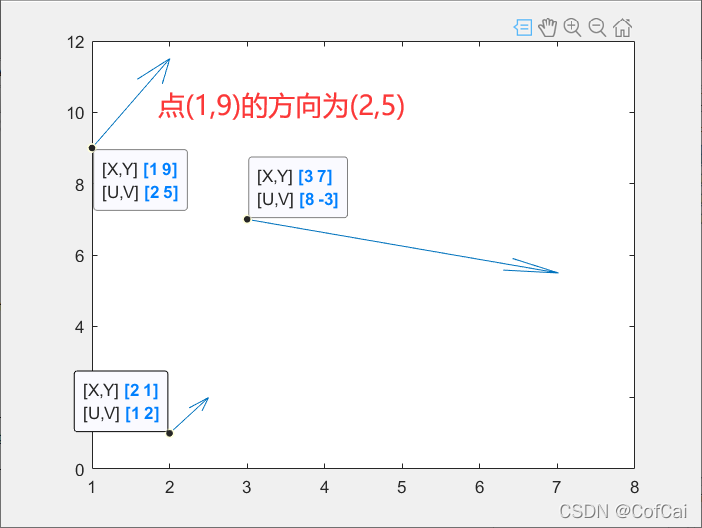 12
10
8
6
4
2
0
点(1,9)的方向为(2,5)
[X,Y] [1 9]
[U,V] [2 5]
[X,Y] [3 7]
[U,V] [8 -3]
[X,Y] [2 1]
[U,V] [1 2]
1 2 3 4 5 6 7 8
CSDN @CofCai